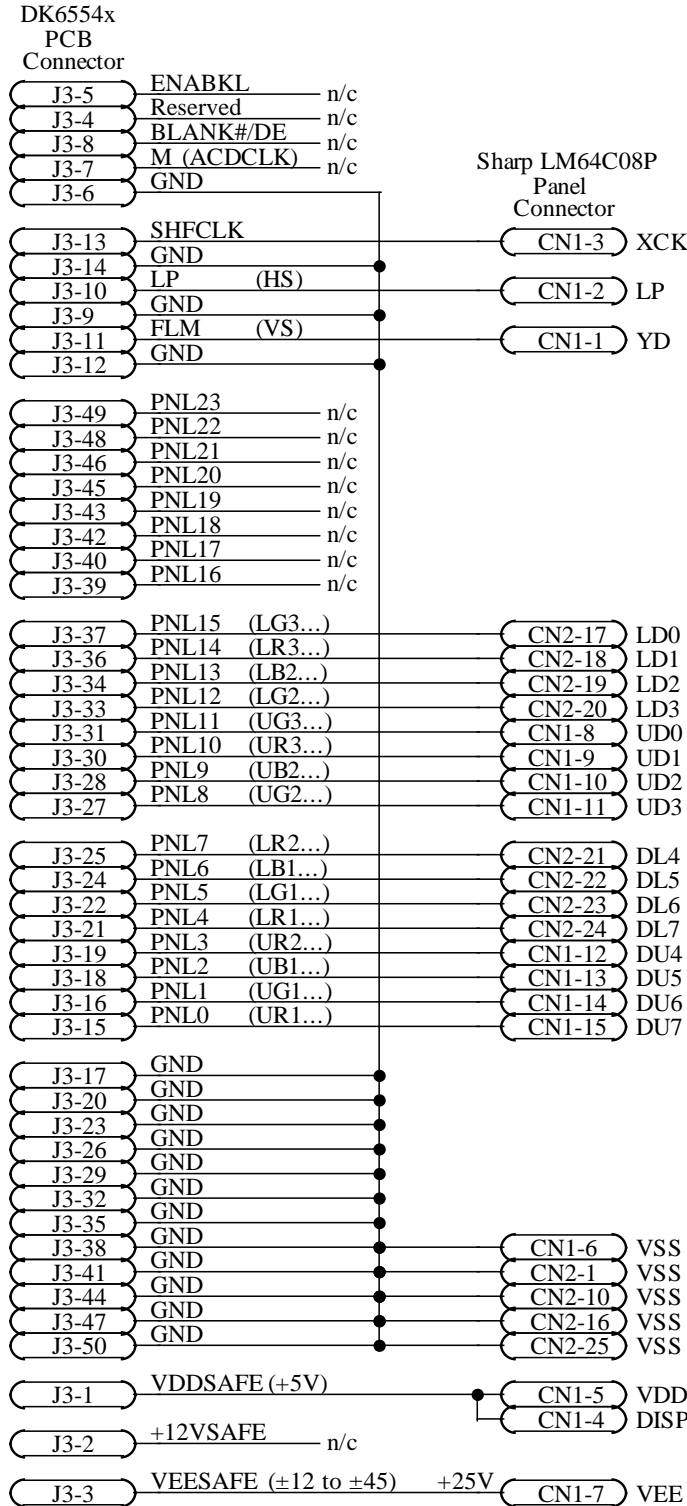 DK6554x
PCB
Connector
J3-5 ENABKL n/c
J3-4 Reserved n/c
J3-8 BLANK#/DE n/c
J3-7 M (ACDCLK) n/c
J3-6 GND
Sharp LM64C08P
Panel
Connector
J3-13 SHFCLK CN1-3 XCK
J3-14 GND
J3-10 LP (HS) CN1-2 LP
J3-9 GND
J3-11 FLM (VS) CN1-1 YD
J3-12 GND
J3-49 PNL23 n/c
J3-48 PNL22 n/c
J3-46 PNL21 n/c
J3-45 PNL20 n/c
J3-43 PNL19 n/c
J3-42 PNL18 n/c
J3-40 PNL17 n/c
J3-39 PNL16 n/c
J3-37 PNL15 (LG3...) CN2-17 LD0
J3-36 PNL14 (LR3...) CN2-18 LD1
J3-34 PNL13 (LB2...) CN2-19 LD2
J3-33 PNL12 (LG2...) CN2-20 LD3
J3-31 PNL11 (UG3...) CN1-8 UD0
J3-30 PNL10 (UR3...) CN1-9 UD1
J3-28 PNL9 (UB2...) CN1-10 UD2
J3-27 PNL8 (UG2...) CN1-11 UD3
J3-25 PNL7 (LR2...) CN2-21 DL4
J3-24 PNL6 (LB1...) CN2-22 DL5
J3-22 PNL5 (LG1...) CN2-23 DL6
J3-21 PNL4 (LR1...) CN2-24 DL7
J3-19 PNL3 (UR2...) CN1-12 DU4
J3-18 PNL2 (UB1...) CN1-13 DU5
J3-16 PNL1 (UG1...) CN1-14 DU6
J3-15 PNL0 (UR1...) CN1-15 DU7
J3-17 GND
J3-20 GND
J3-23 GND
J3-26 GND
J3-29 GND
J3-32 GND
J3-35 GND
J3-38 GND CN1-6 VSS
J3-41 GND CN2-1 VSS
J3-44 GND CN2-10 VSS
J3-47 GND CN2-16 VSS
J3-50 GND CN2-25 VSS
J3-1 VDDSAFE (+5V) CN1-5 VDD
CN1-4 DISP
J3-2 +12VSAFE n/c
J3-3 VEESAFE (±12 to ±45) +25V CN1-7 VEE